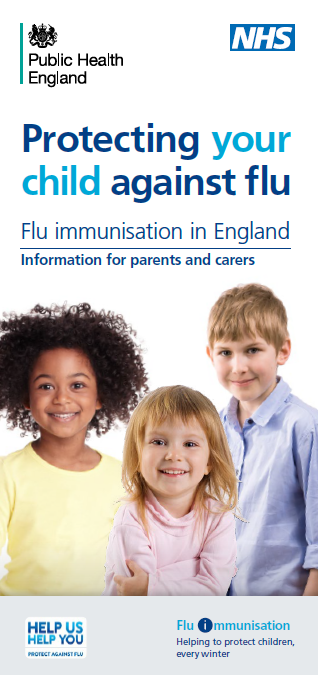 Public Health
England
NHS
Protecting your
child against flu
Flu immunisation in England
Information for parents and carers
HELP US
HELP YOU
PROTECT AGAINST FLU
Flu immunisation
Helping to protect children,
every winter